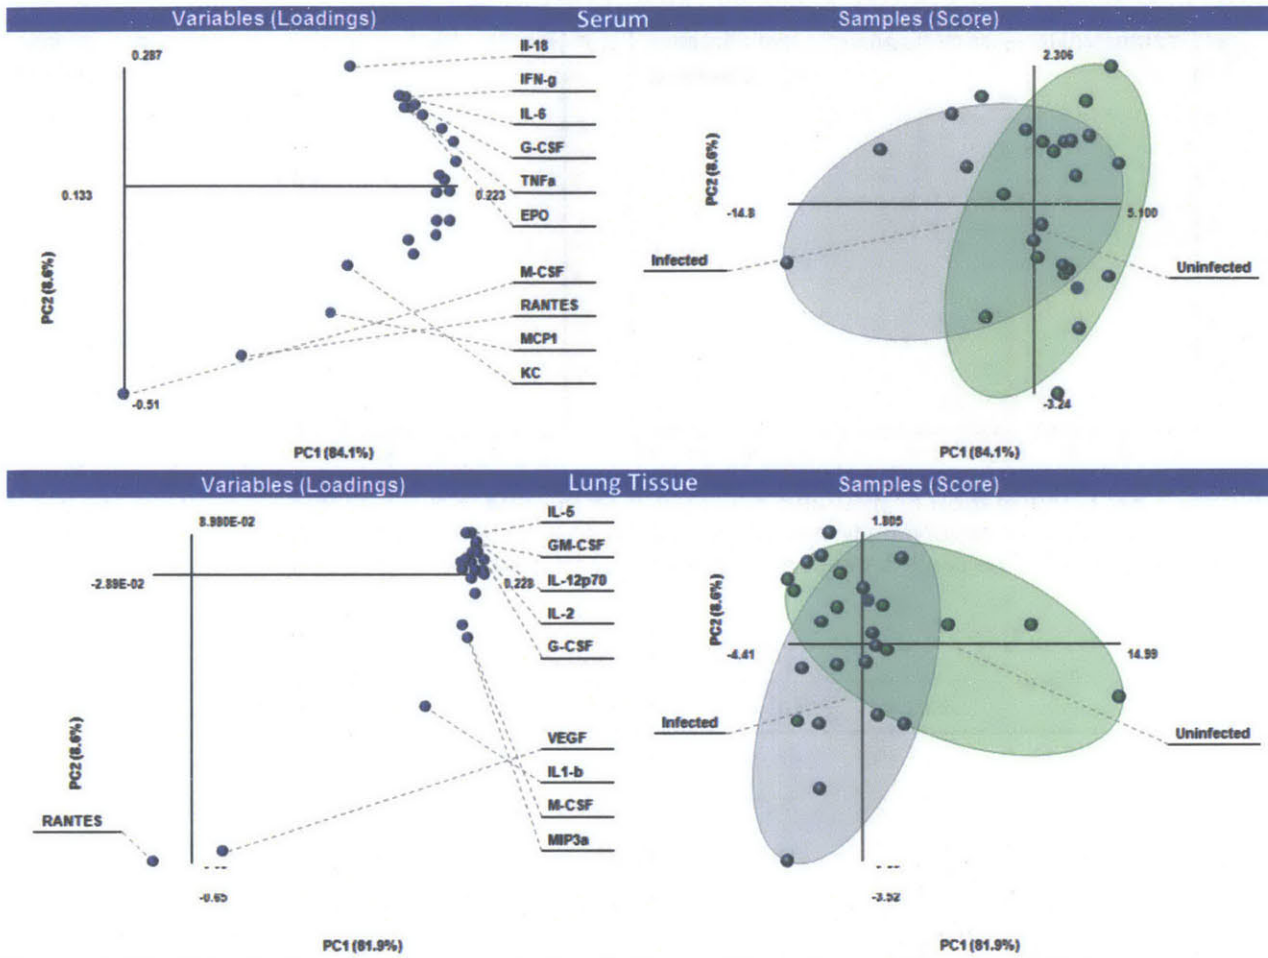 Variables (Loadings) Serum Samples (Score)
0.287
Il-18
IFN-g
IL-6
G-CSF
TNFa
EPO
M-CSF
RANTES
MCP1
KC
0.133
0.223
-0.51
PC2 (8.6%)
PC1 (84.1%)
2.306
PC2 (8.6%)
-14.8
5.100
Infected
Uninfected
-3.24
PC1 (84.1%)
Variables (Loadings) Lung Tissue Samples (Score)
8.980E-02
IL-5
GM-CSF
IL-12p70
IL-2
G-CSF
-2.89E-02
0.228
VEGF
IL1-b
M-CSF
MIP3a
RANTES
PC2 (8.6%)
-0.65
PC1 (81.9%)
1.805
PC2 (8.6%)
-4.41
14.99
Infected
Uninfected
-3.52
PC1 (81.9%)